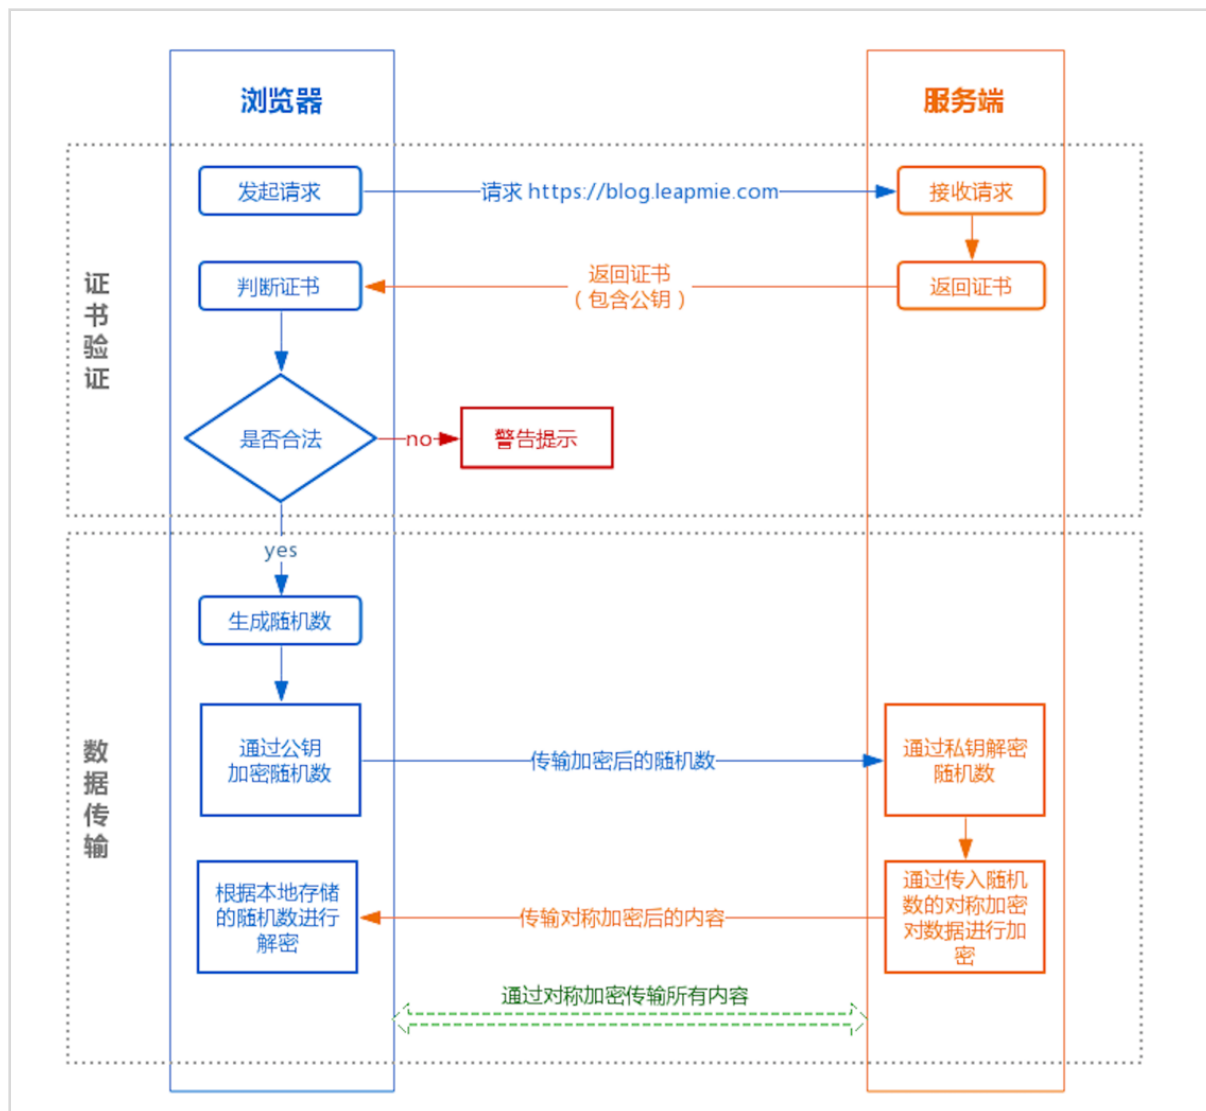 浏览器
服务端
证书验证
发起请求
请求 https://blog.leapmie.com
接收请求
判断证书
返回证书
（包含公钥）
返回证书
是否合法
no
警告提示
yes
数据传输
生成随机数
通过公钥
加密随机数
传输加密后的随机数
通过私钥解密
随机数
根据本地存储
的随机数进行
解密
传输对称加密后的内容
通过传入随机
数的对称加密
对数据进行加
密
通过对称加密传输所有内容